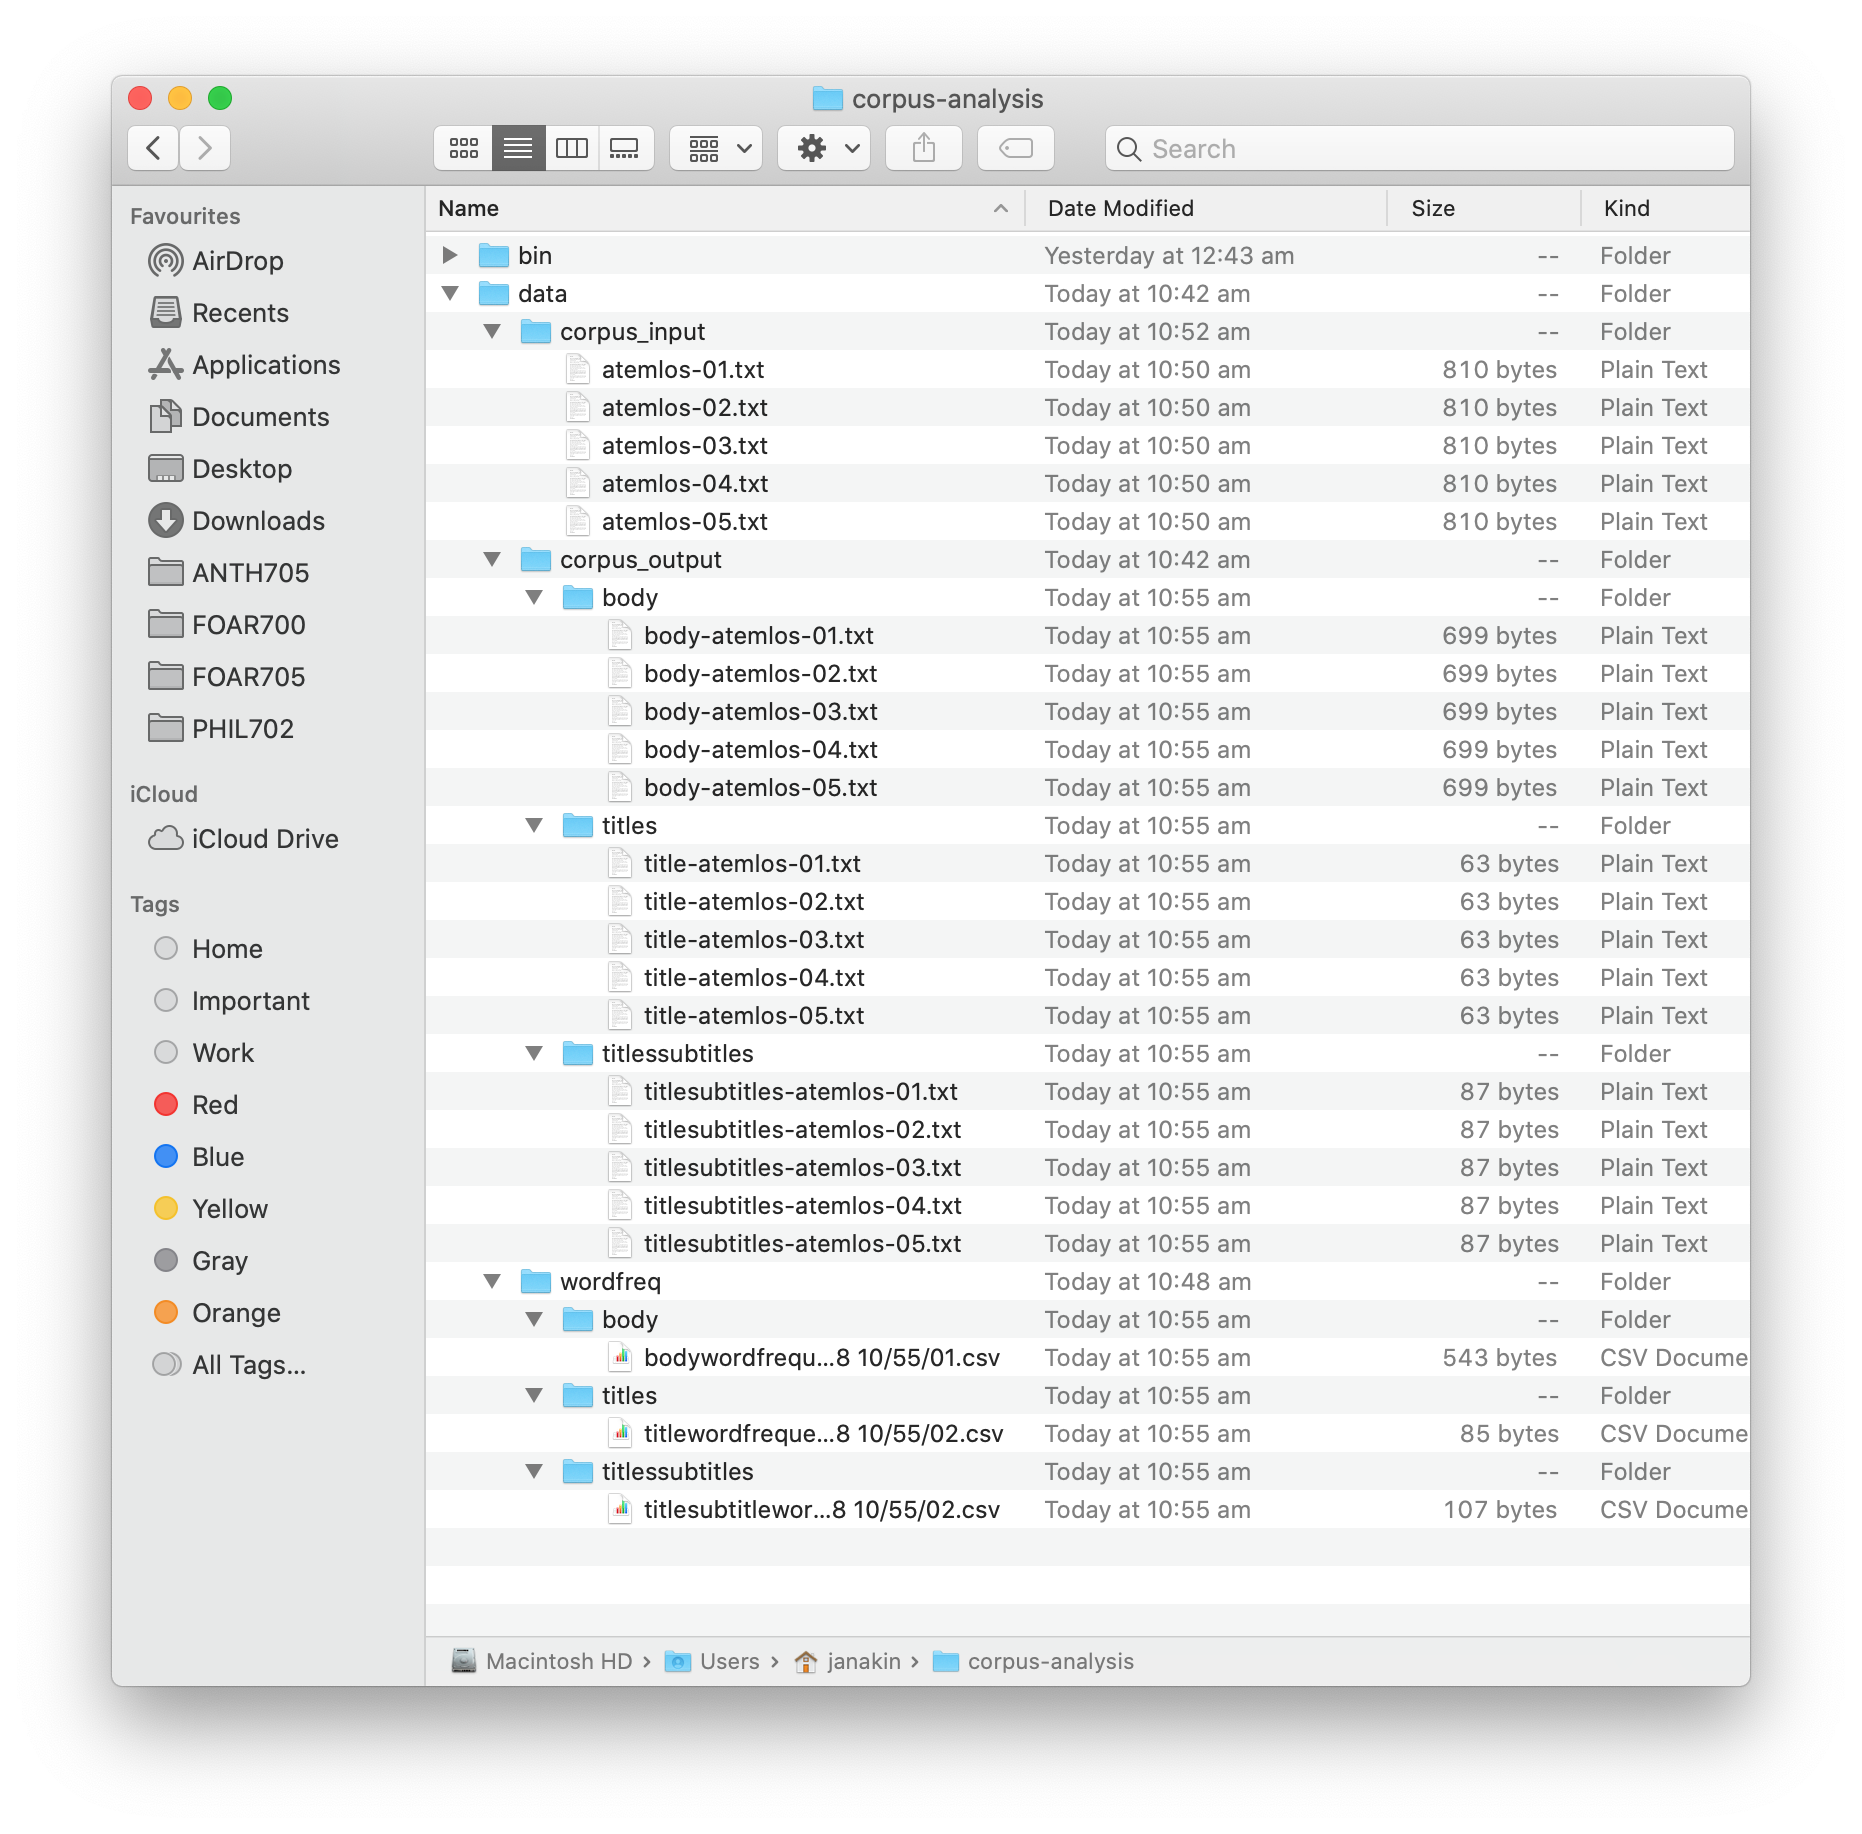 corpus-analysis
Search
Favourites
AirDrop
Recents
Applications
Documents
Desktop
Downloads
ANTH705
FOAR700
FOAR705
PHIL702
iCloud
iCloud Drive
Tags
Home
Important
Work
Red
Blue
Yellow
Gray
Orange
All Tags...
Name Date Modified Size Kind
bin Yesterday at 12:43 am -- Folder
data Today at 10:42 am -- Folder
corpus_input Today at 10:52 am -- Folder
atemlos-01.txt Today at 10:50 am 810 bytes Plain Text
atemlos-02.txt Today at 10:50 am 810 bytes Plain Text
atemlos-03.txt Today at 10:50 am 810 bytes Plain Text
atemlos-04.txt Today at 10:50 am 810 bytes Plain Text
atemlos-05.txt Today at 10:50 am 810 bytes Plain Text
corpus_output Today at 10:42 am -- Folder
body Today at 10:55 am -- Folder
body-atemlos-01.txt Today at 10:55 am 699 bytes Plain Text
body-atemlos-02.txt Today at 10:55 am 699 bytes Plain Text
body-atemlos-03.txt Today at 10:55 am 699 bytes Plain Text
body-atemlos-04.txt Today at 10:55 am 699 bytes Plain Text
body-atemlos-05.txt Today at 10:55 am 699 bytes Plain Text
titles Today at 10:55 am -- Folder
title-atemlos-01.txt Today at 10:55 am 63 bytes Plain Text
title-atemlos-02.txt Today at 10:55 am 63 bytes Plain Text
title-atemlos-03.txt Today at 10:55 am 63 bytes Plain Text
title-atemlos-04.txt Today at 10:55 am 63 bytes Plain Text
title-atemlos-05.txt Today at 10:55 am 63 bytes Plain Text
titlessubtitles Today at 10:55 am -- Folder
titlesubtitles-atemlos-01.txt Today at 10:55 am 87 bytes Plain Text
titlesubtitles-atemlos-02.txt Today at 10:55 am 87 bytes Plain Text
titlesubtitles-atemlos-03.txt Today at 10:55 am 87 bytes Plain Text
titlesubtitles-atemlos-04.txt Today at 10:55 am 87 bytes Plain Text
titlesubtitles-atemlos-05.txt Today at 10:55 am 87 bytes Plain Text
wordfreq Today at 10:48 am -- Folder
body Today at 10:55 am -- Folder
bodywordfrequ...8 10/55/01.csv Today at 10:55 am 543 bytes CSV Docume
titles Today at 10:55 am -- Folder
titlewordfreque...8 10/55/02.csv Today at 10:55 am 85 bytes CSV Docume
titlessubtitles Today at 10:55 am -- Folder
titlesubtitlewor...8 10/55/02.csv Today at 10:55 am 107 bytes CSV Docume
Macintosh HD › Users › janakin › corpus-analysis